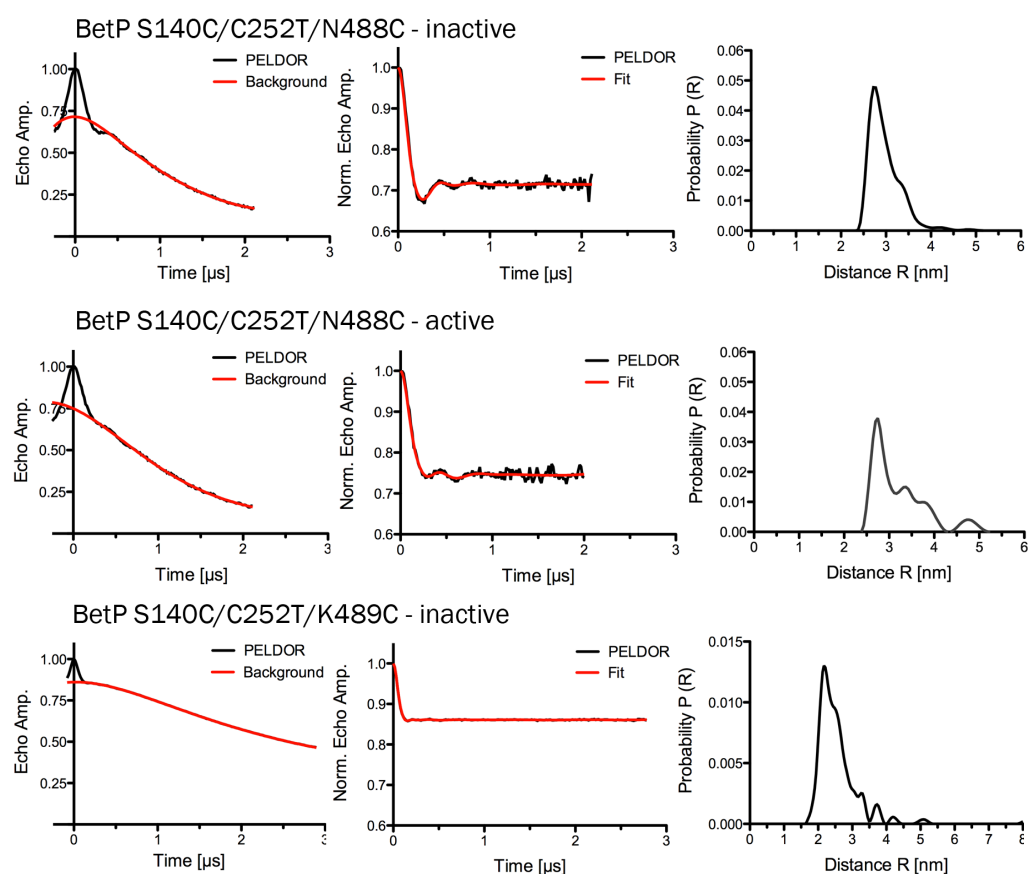 BetP S140C/C252T/N488C - inactive
Echo Amp.
1.00
0.75
0.50
0.25
0 1 2 3
Time [µs]
PELDOR
Background
Norm. Echo Amp.
1.0
0.9
0.8
0.7
0.6
0 1 2 3
Time [µs]
PELDOR
Fit
Probability P (R)
0.06
0.05
0.04
0.03
0.02
0.01
0.00
0 1 2 3 4 5 6
Distance R [nm]
BetP S140C/C252T/N488C - active
Echo Amp.
1.00
0.75
0.50
0.25
0 1 2 3
Time [µs]
PELDOR
Background
Norm. Echo Amp.
1.0
0.9
0.8
0.7
0.6
0 1 2 3
Time [µs]
PELDOR
Fit
Probability P (R)
0.06
0.05
0.04
0.03
0.02
0.01
0.00
0 1 2 3 4 5 6
Distance R [nm]
BetP S140C/C252T/K489C - inactive
Echo Amp.
1.00
0.75
0.50
0.25
0 1 2 3
Time [µs]
PELDOR
Background
Norm. Echo Amp.
1.0
0.9
0.8
0.7
0.6
0 1 2 3
Time [µs]
PELDOR
Fit
Probability P (R)
0.015
0.010
0.005
0.000
0 1 2 3 4 5 6 7 8
Distance R [nm]